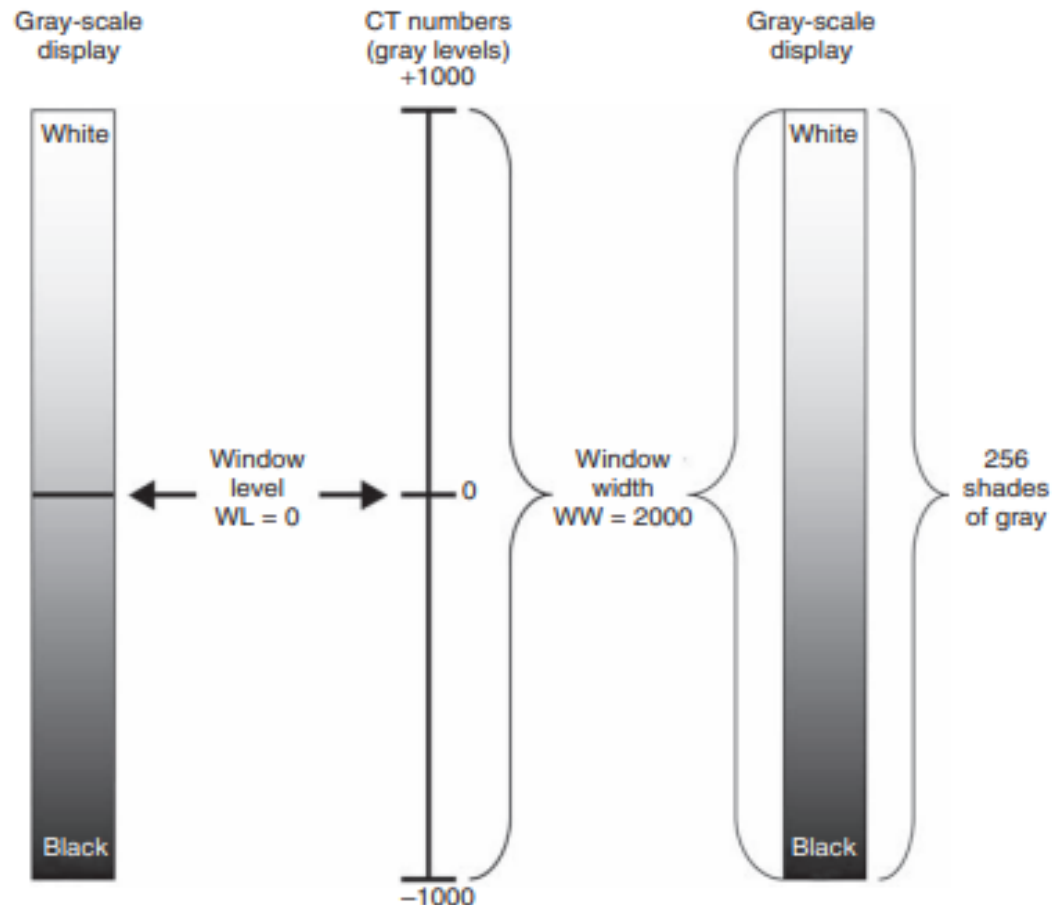 Gray-scale
display
CT numbers
(gray levels)
+1000
Gray-scale
display
White
White
Window
level
WL = 0
0
Window
width
WW = 2000
256
shades
of gray
Black
Black
–1000